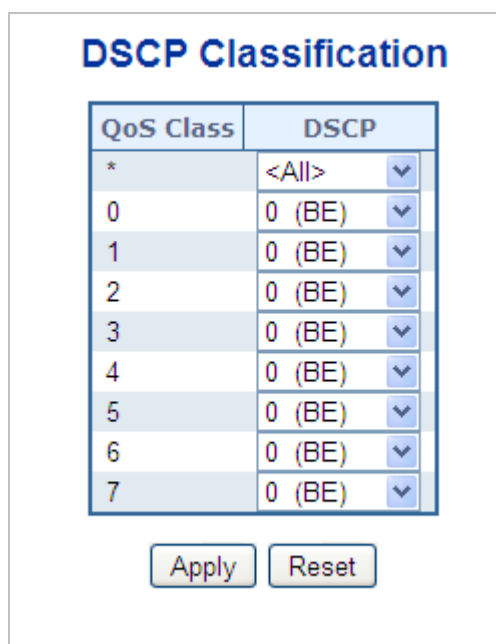 DSCP Classification
QoS Class DSCP
* <All>
0 0 (BE)
1 0 (BE)
2 0 (BE)
3 0 (BE)
4 0 (BE)
5 0 (BE)
6 0 (BE)
7 0 (BE)
Apply Reset